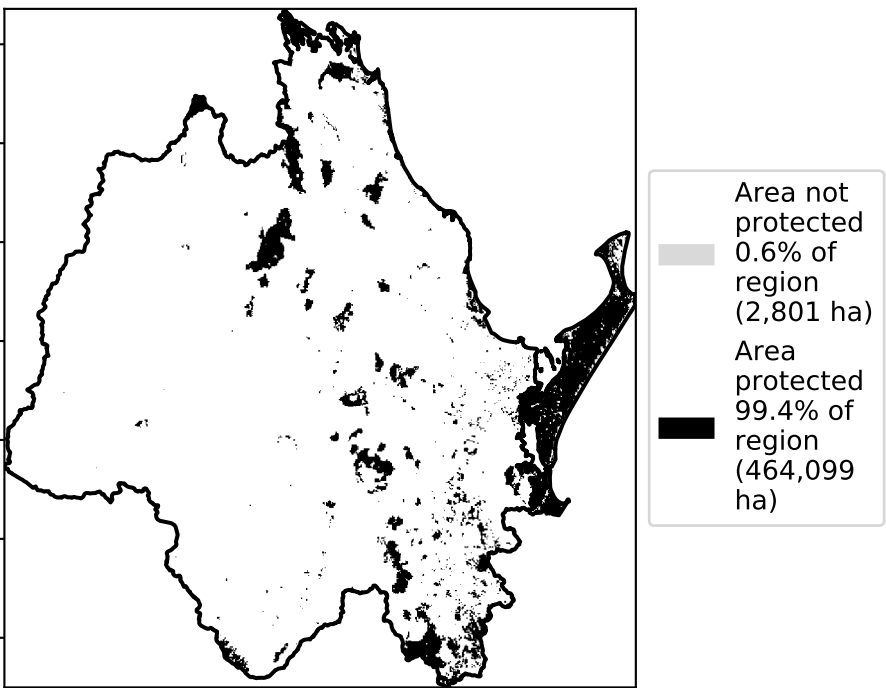 Area not
protected
0.6% of
region
(2,801 ha)
Area
protected
99.4% of
region
(464,099
ha)